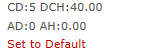 CD:5 DCH:40.00
AD:0 AH:0.00
Set to Default